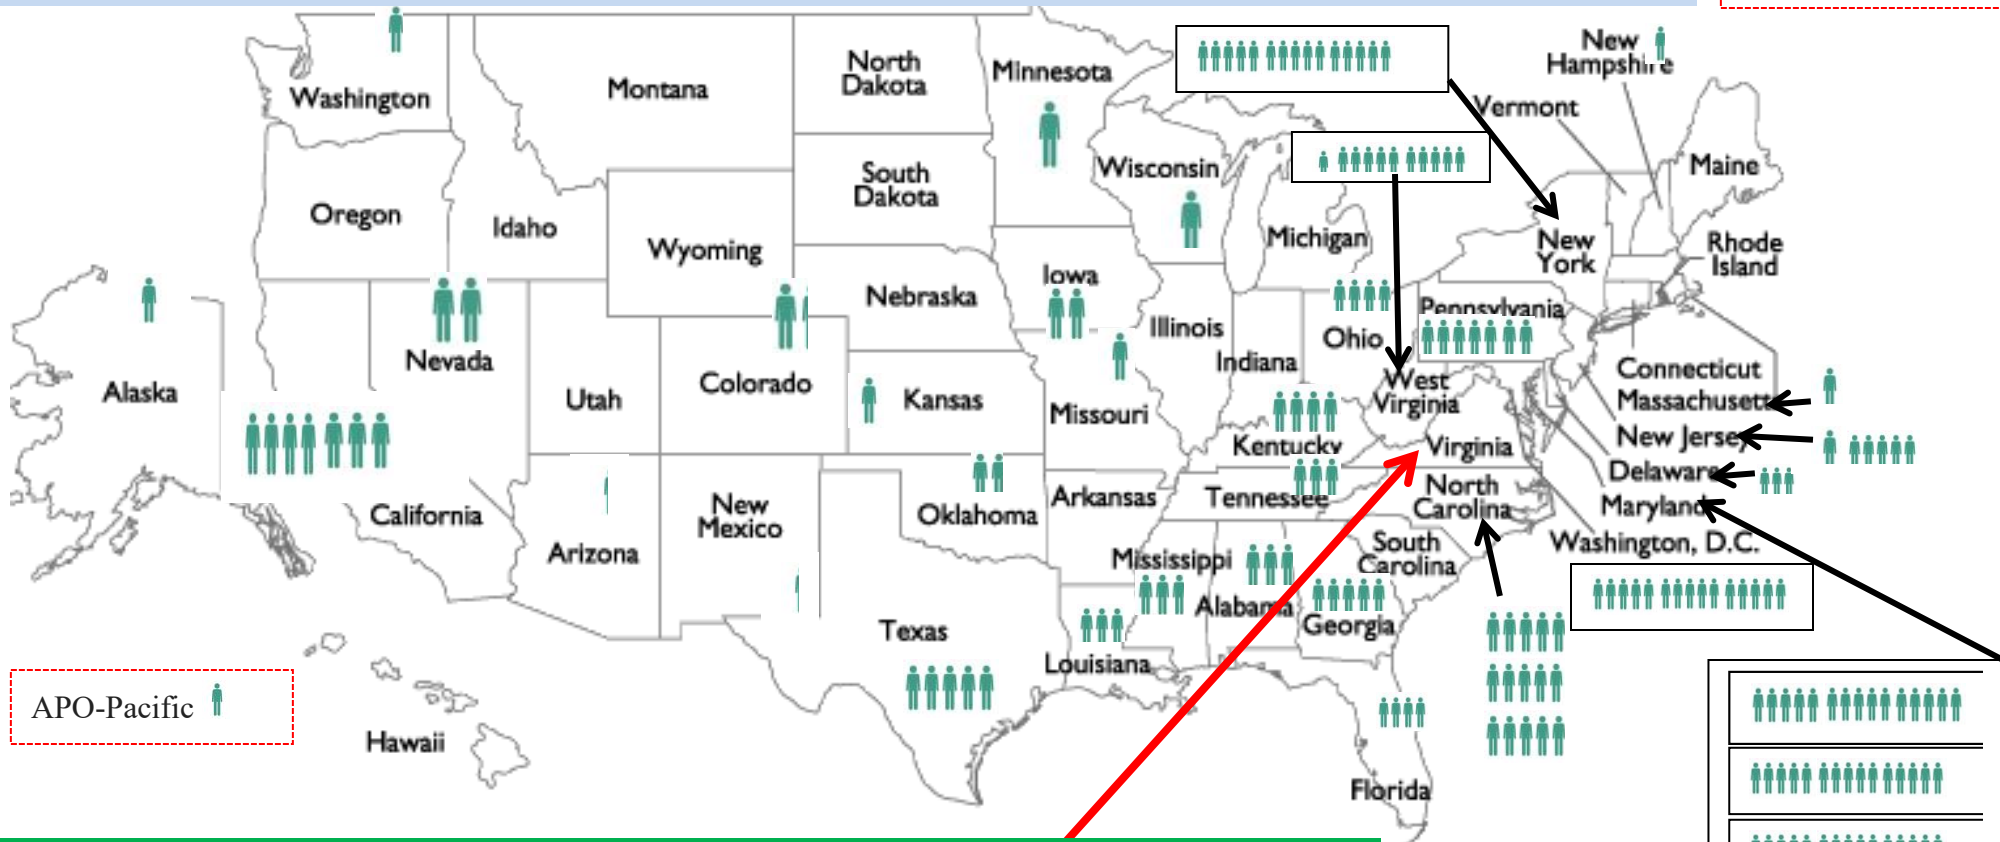 New
Hampshire
Washington
Montana
North
Dakota
Minnesota
Vermont
Wisconsin
Maine
South
Dakota
Oregon
Idaho
Wyoming
Michigan
New
York
Rhode
Island
Iowa
Nebraska
Pennsylvania
Illinois
Ohio
Nevada
Indiana
Connecticut
Alaska
Utah
Colorado
Kansas
Missouri
West
Virginia
Massachusett
Kentucky
Virginia
New Jersey
Delaware
California
New
Mexico
Oklahoma
Arkansas
Tennessee
North
Carolina
Maryland
Arizona
Mississippi
South
Carolina
Washington, D.C.
Alabama
Georgia
Texas
Louisiana
APO-Pacific
Hawaii
Florida